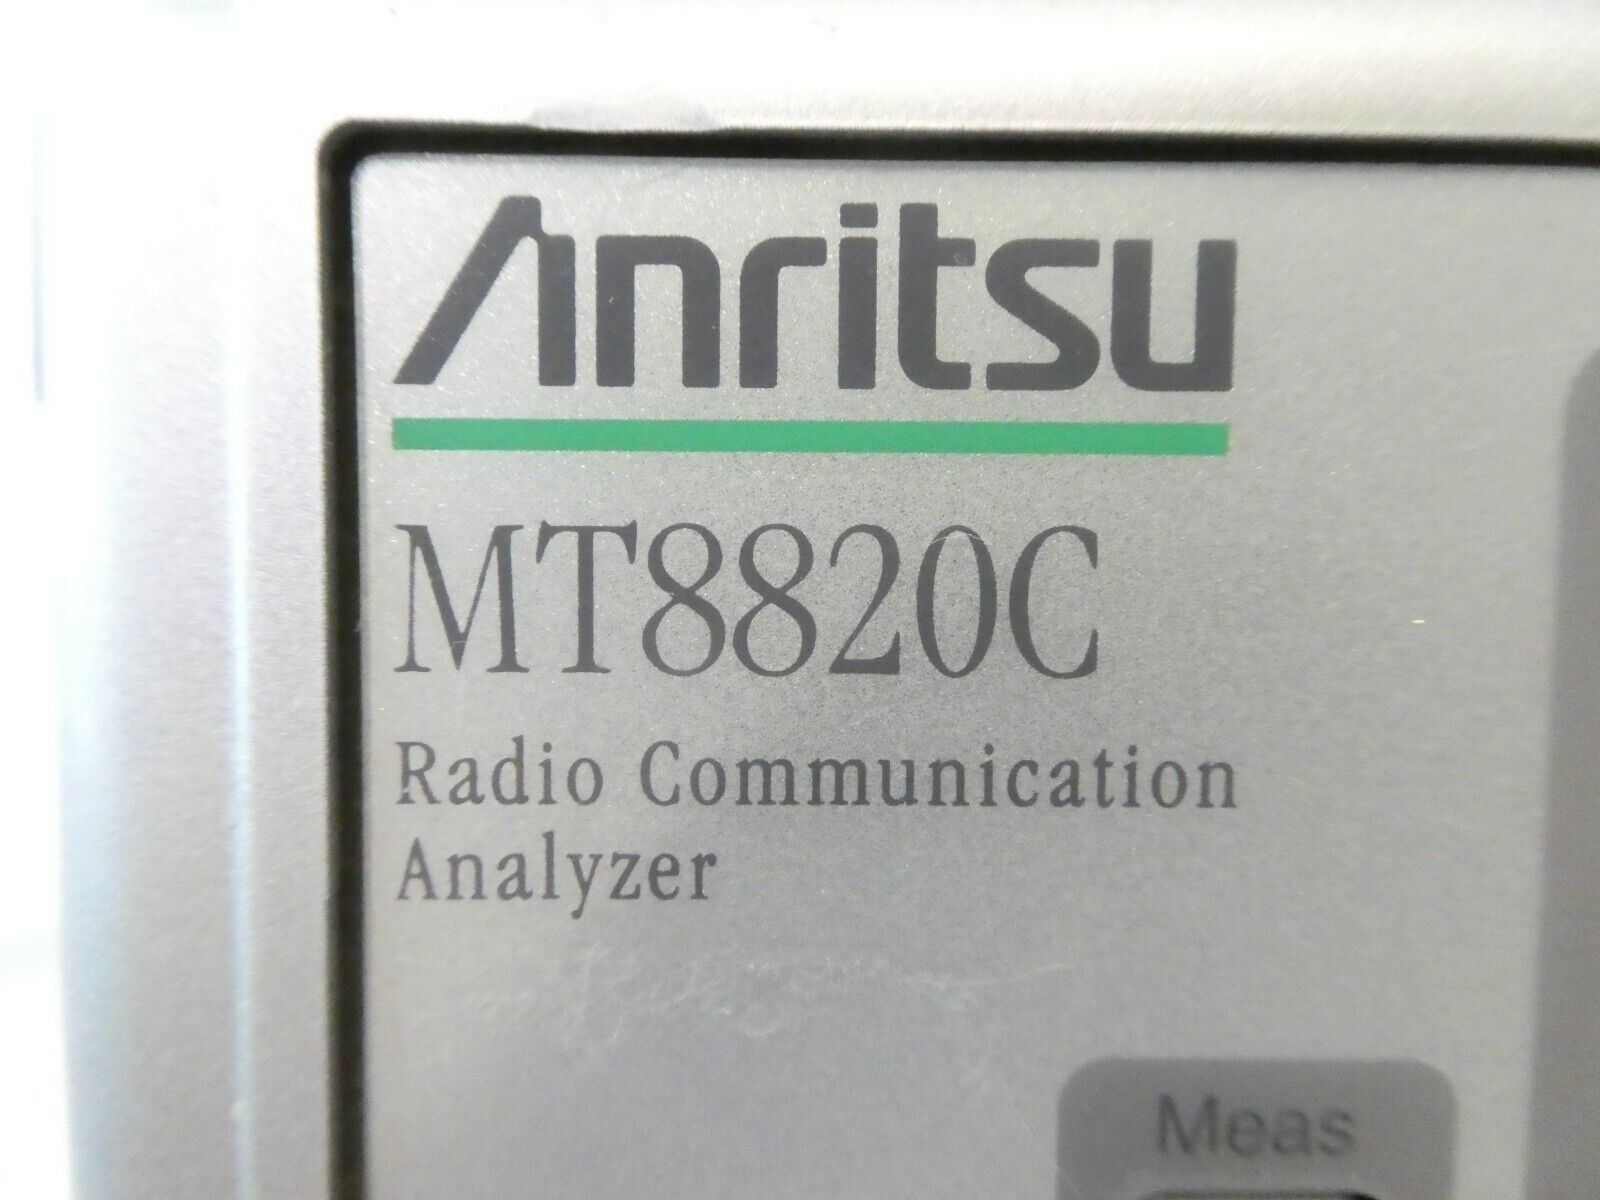 Anritsu
MT8820C
Radio Communication
Analyzer
Meas